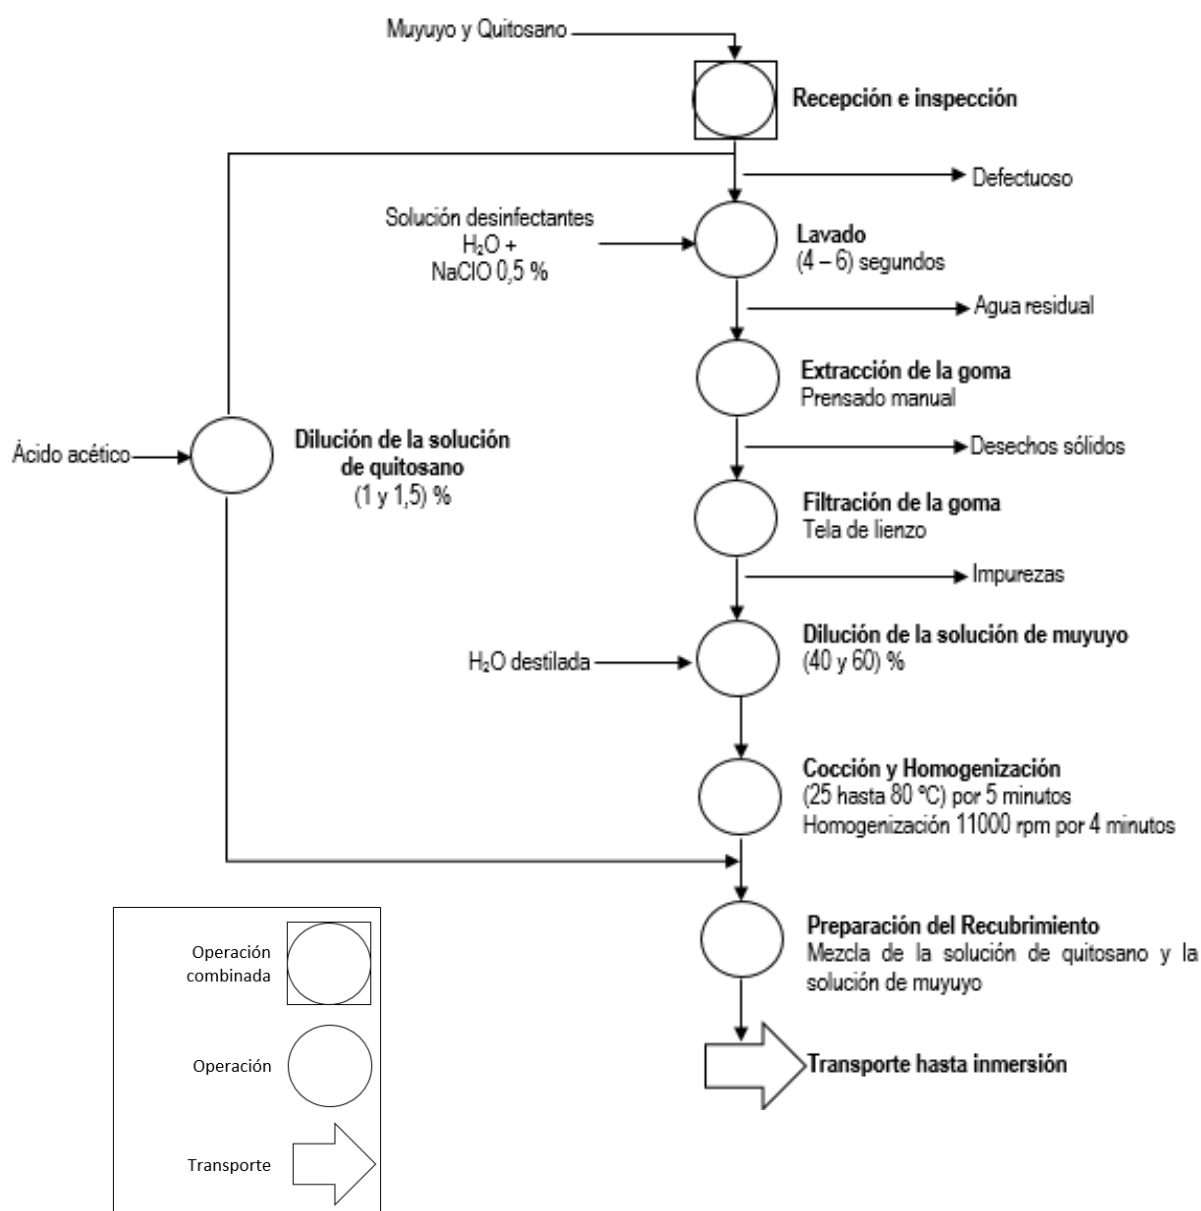 Muyuyo y Quitosano
Recepción e inspección
Defectuoso
Solución desinfectantes
H₂O +
NaClO 0,5 %
Lavado
(4 – 6) segundos
Agua residual
Extracción de la goma
Prensado manual
Desechos sólidos
Ácido acético
Dilución de la solución
de quitosano
(1 y 1,5) %
Filtración de la goma
Tela de lienzo
Impurezas
H₂O destilada
Dilución de la solución de muyuyo
(40 y 60) %
Cocción y Homogenización
(25 hasta 80 ºC) por 5 minutos
Homogenización 11000 rpm por 4 minutos
Preparación del Recubrimiento
Mezcla de la solución de quitosano y la
solución de muyuyo
Transporte hasta inmersión
Operación
combinada
Operación
Transporte